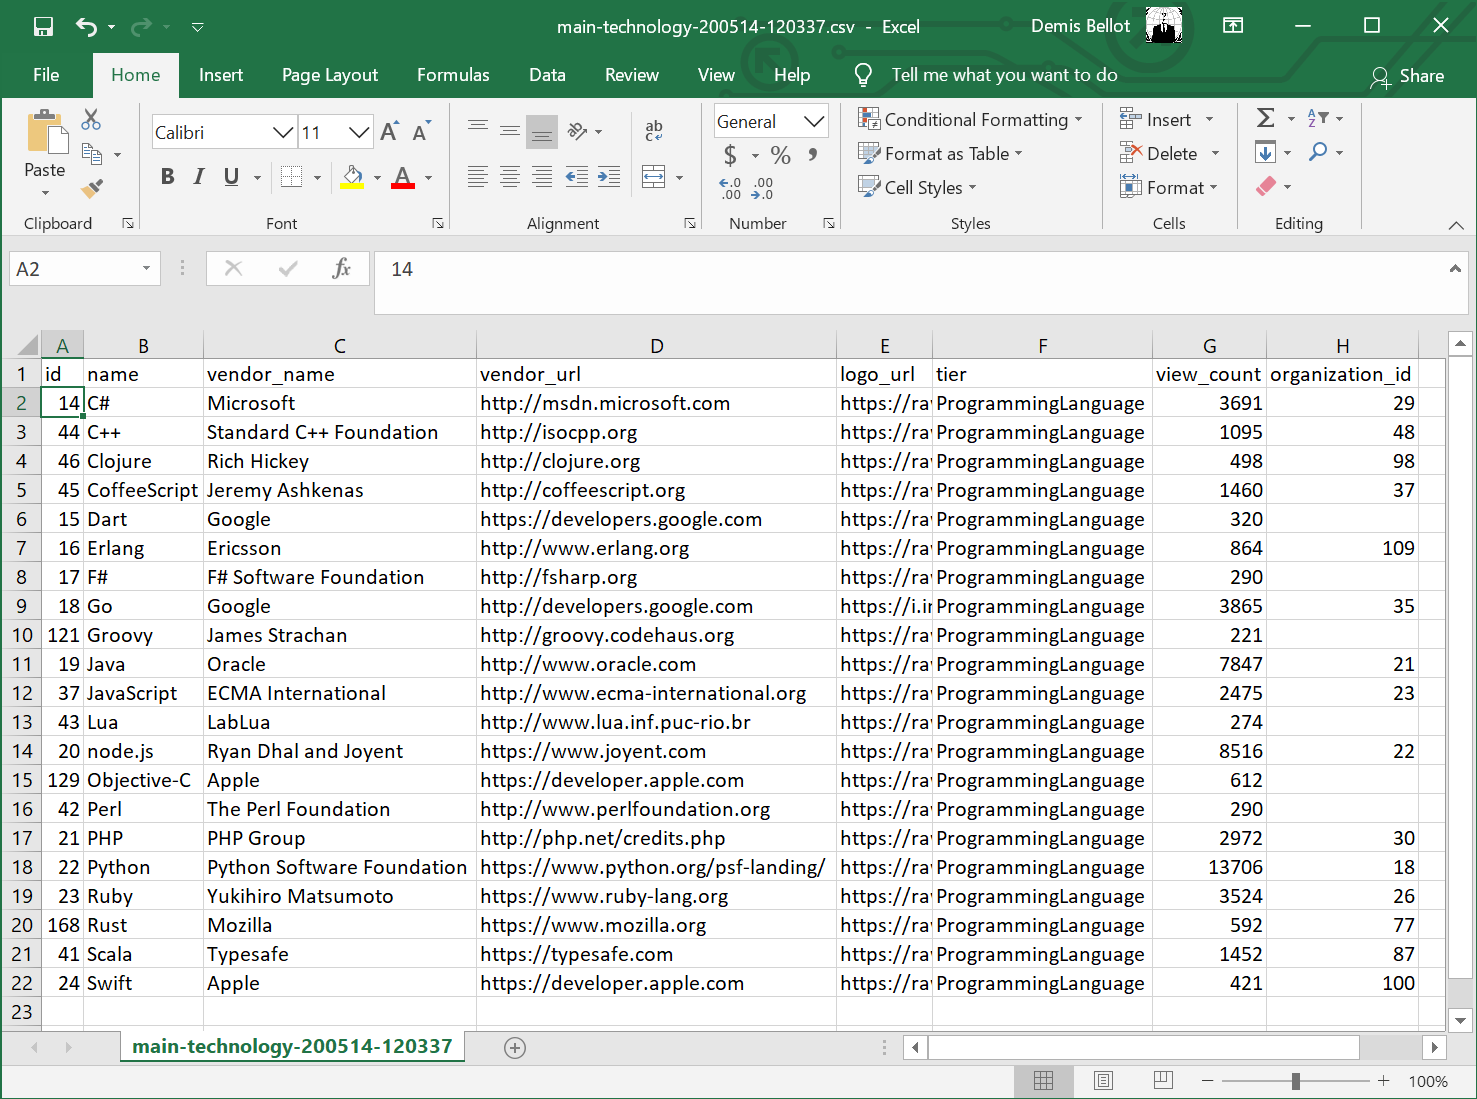 main-technology-200514-120337.csv - Excel
Demis Bellot
File Home Insert Page Layout Formulas Data Review View Help Tell me what you want to do Share
Calibri 11 General Conditional Formatting Insert
Paste Format as Table Delete
Cell Styles Format
Clipboard Font Alignment Number Styles Cells Editing
A2 fx 14
A B C D E F G H
1 id name vendor_name vendor_url logo_url tier view_count organization_id
2 14 C# Microsoft http://msdn.microsoft.com https://ra ProgrammingLanguage 3691 29
3 44 C++ Standard C++ Foundation http://isocpp.org https://ra ProgrammingLanguage 1095 48
4 46 Clojure Rich Hickey http://clojure.org https://ra ProgrammingLanguage 498 98
5 45 CoffeeScript Jeremy Ashkenas http://coffeescript.org https://ra ProgrammingLanguage 1460 37
6 15 Dart Google https://developers.google.com https://ra ProgrammingLanguage 320
7 16 Erlang Ericsson http://www.erlang.org https://ra ProgrammingLanguage 864 109
8 17 F# F# Software Foundation http://fsharp.org https://ra ProgrammingLanguage 290
9 18 Go Google http://developers.google.com https://i.i ProgrammingLanguage 3865 35
10 121 Groovy James Strachan http://groovy.codehaus.org https://ra ProgrammingLanguage 221
11 19 Java Oracle http://www.oracle.com https://ra ProgrammingLanguage 7847 21
12 37 JavaScript ECMA International http://www.ecma-international.org https://ra ProgrammingLanguage 2475 23
13 43 Lua LabLua http://www.lua.inf.puc-rio.br https://ra ProgrammingLanguage 274
14 20 node.js Ryan Dhal and Joyent https://www.joyent.com https://ra ProgrammingLanguage 8516 22
15 129 Objective-C Apple https://developer.apple.com https://ra ProgrammingLanguage 612
16 42 Perl The Perl Foundation http://www.perlfoundation.org https://ra ProgrammingLanguage 290
17 21 PHP PHP Group http://php.net/credits.php https://ra ProgrammingLanguage 2972 30
18 22 Python Python Software Foundation https://www.python.org/psf-landing/ https://ra ProgrammingLanguage 13706 18
19 23 Ruby Yukihiro Matsumoto https://www.ruby-lang.org https://ra ProgrammingLanguage 3524 26
20 168 Rust Mozilla https://www.mozilla.org https://ra ProgrammingLanguage 592 77
21 41 Scala Typesafe https://typesafe.com https://ra ProgrammingLanguage 1452 87
22 24 Swift Apple https://developer.apple.com https://ra ProgrammingLanguage 421 100
23
main-technology-200514-120337
100%